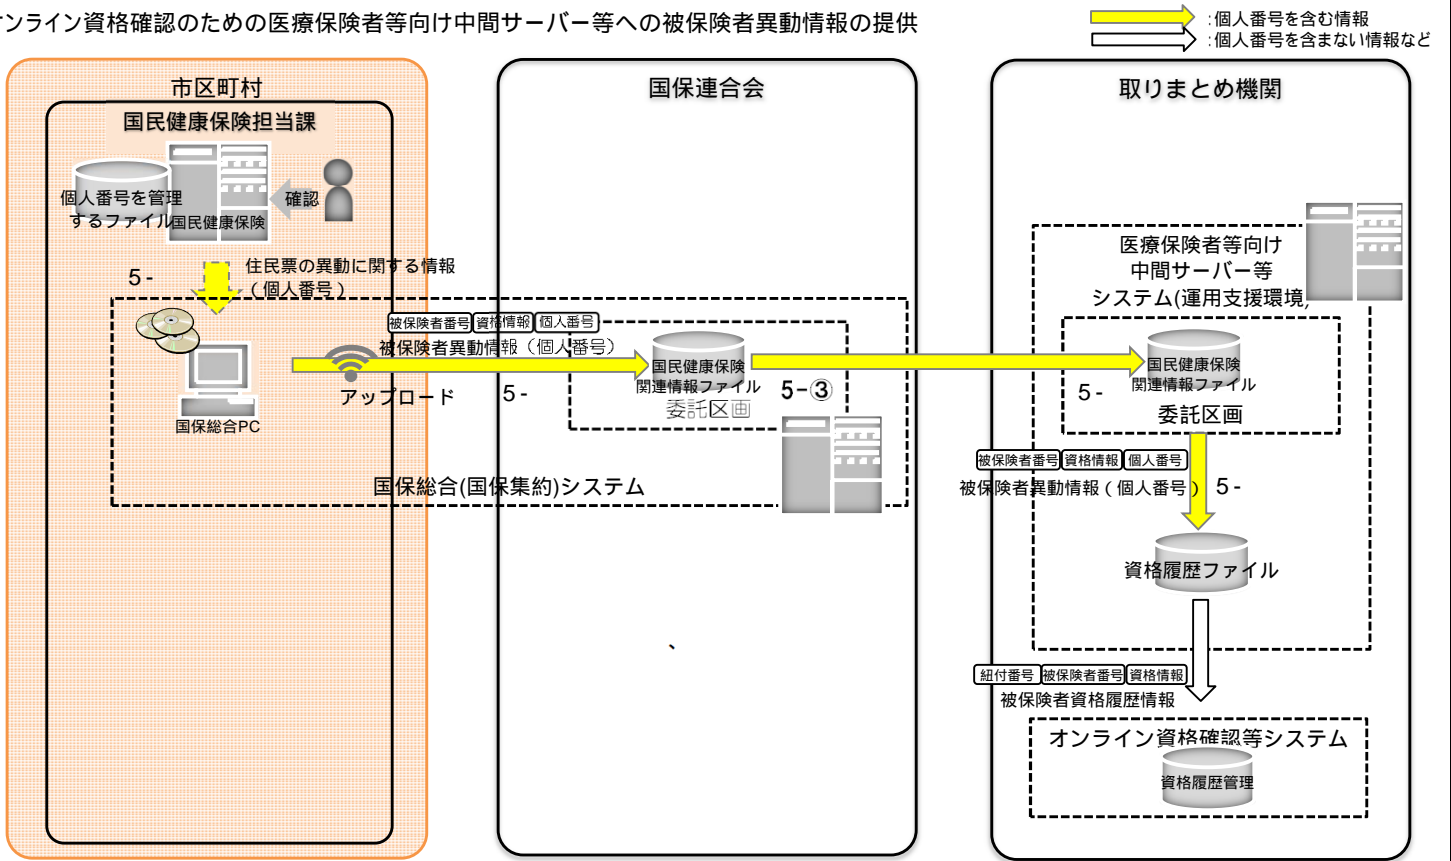 ンライン資格確認のための医療保険者等向け中間サーバー等への被保険者異動情報の提供
:個人番号を含む情報
:個人番号を含まない情報など
市区町村
国民健康保険担当課
個人番号を管理
するファイル
国民健康保険
確認
5-
住民票の異動に関する情報
(個人番号)
国保総合PC
被保険者番号 資格情報 個人番号
被保険者異動情報(個人番号)
アップロード
5-
国保連合会
国民健康保険
関連情報ファイル
委託区画
5-③
国保総合(国保集約)システム
、
取りまとめ機関
医療保険者等向け
中間サーバー等
システム(運用支援環境)
国民健康保険
関連情報ファイル
5-
委託区画
被保険者番号 資格情報 個人番号
被保険者異動情報(個人番号)
5-
資格履歴ファイル
紐付番号 被保険者番号 資格情報
被保険者資格履歴情報
オンライン資格確認等システム
資格履歴管理